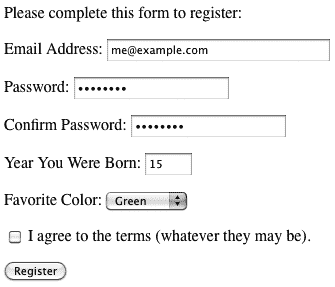 Please complete this form to register:
Email Address: me@example.com
Password: ••••••••
Confirm Password: ••••••••
Year You Were Born: 15
Favorite Color: Green
I agree to the terms (whatever they may be).
Register